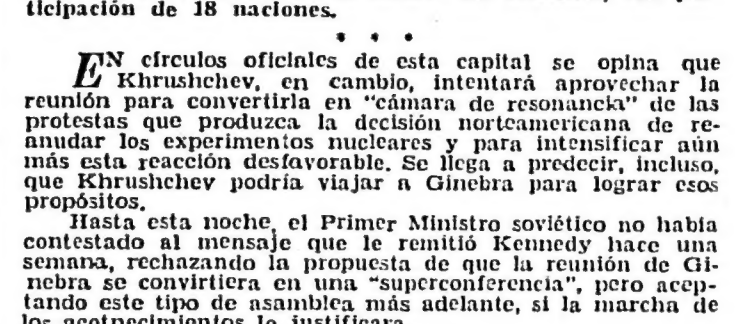 ticipación de 18 naciones.
* * *
EN círculos oficiales de esta capital se opina que
Khrushchev, en cambio, intentará aprovechar la
reunión para convertirla en "cámara de resonancia" de las
protestas que produzca la decisión norteamericana de re-
anudar los experimentos nucleares y para intensificar aún
más esta reacción desfavorable. Se llega a predecir, incluso,
que Khrushchev podría viajar a Ginebra para lograr esos
propósitos.
Hasta esta noche, el Primer Ministro soviético no había
contestado al mensaje que le remitió Kennedy hace una
semana, rechazando la propuesta de que la reunión de Gi-
nebra se convirtiera en una "superconferencia", pero acep-
tando este tipo de asamblea más adelante, si la marcha de
los acontecimientos lo justificara.